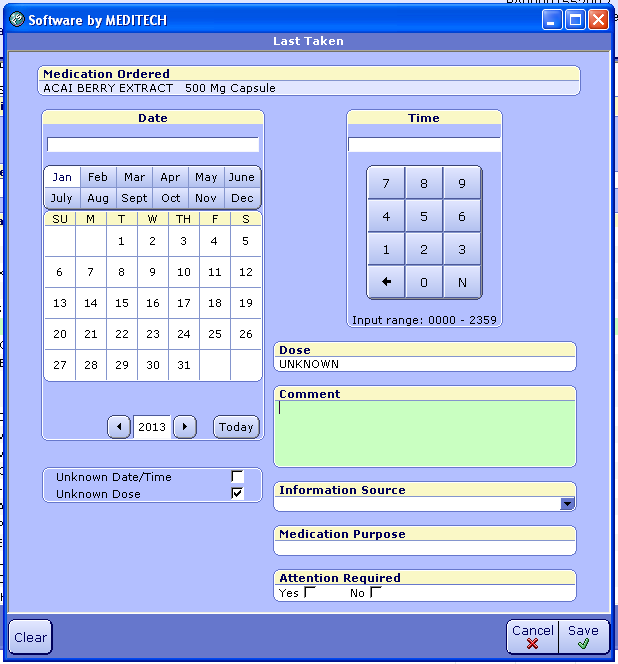 Software by MEDITECH
Last Taken
Medication Ordered
ACAI BERRY EXTRACT 500 Mg Capsule
Date
Jan Feb Mar Apr May June
July Aug Sept Oct Nov Dec
SU M T W TH F S
1 2 3 4 5
6 7 8 9 10 11 12
13 14 15 16 17 18 19
20 21 22 23 24 25 26
27 28 29 30 31
2013 Today
Unknown Date/Time
Unknown Dose
Time
7 8 9
4 5 6
1 2 3
0 N
Input range: 0000 - 2359
Dose
UNKNOWN
Comment
Information Source
Medication Purpose
Attention Required
Yes No
Clear
Cancel Save